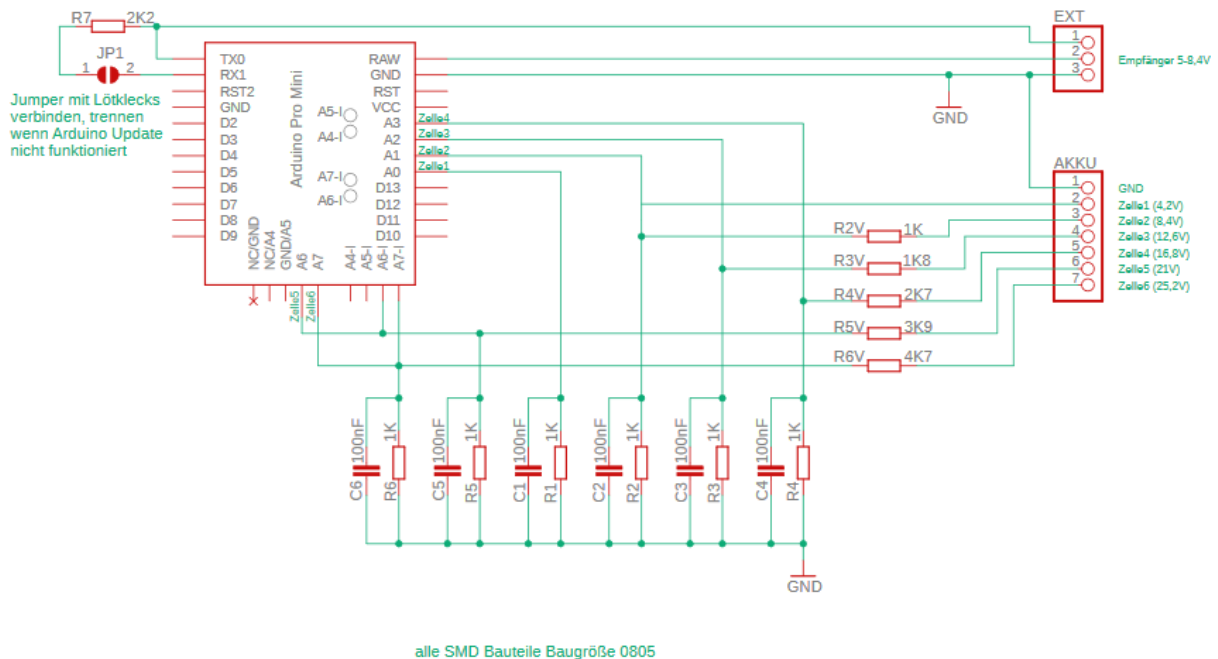 R7 2K2
JP1
1 2
Jumper mit Lötklecks
verbinden, trennen
wenn Arduino Update
nicht funktioniert
TX0
RX1
RST2
GND
D2
D3
D4
D5
D6
D7
D8
D9
Arduino Pro Mini
A5-I
A4-I
A7-I
A6-I
RAW
GND
RST
VCC
A3
A2
A1
A0
D13
D12
D11
D10
Zelle4
Zelle3
Zelle2
Zelle1
NC/GND
NC/A4
GND/A5
A6
A7
A4-I
A5-I
A6-I
A7-I
Zelle5
Zelle6
EXT
1
2
3
Empfänger 5-8,4V
GND
AKKU
1
2
3
4
5
6
7
GND
Zelle1 (4,2V)
Zelle2 (8,4V)
Zelle3 (12,6V)
Zelle4 (16,8V)
Zelle5 (21V)
Zelle6 (25,2V)
R2V 1K
R3V 1K8
R4V 2K7
R5V 3K9
R6V 4K7
C6 100nF
R6 1K
C5 100nF
R5 1K
C1 100nF
R1 1K
C2 100nF
R2 1K
C3 100nF
R3 1K
C4 100nF
R4 1K
GND
alle SMD Bauteile Baugröße 0805